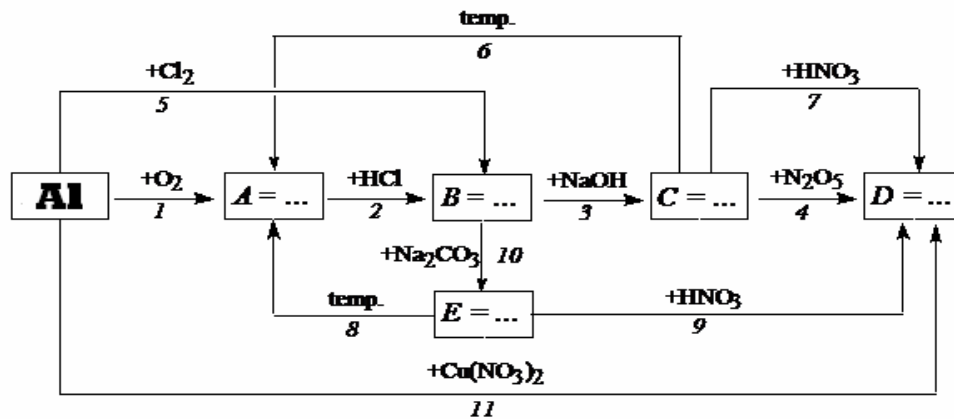 temp.
6
+Cl₂
5
+HNO₃
7
Al
+O₂
1
A = ...
+HCl
2
B = ...
+NaOH
3
C = ...
+N₂O₅
4
D = ...
+Na₂CO₃
10
temp.
8
E = ...
+HNO₃
9
+Cu(NO₃)₂
11